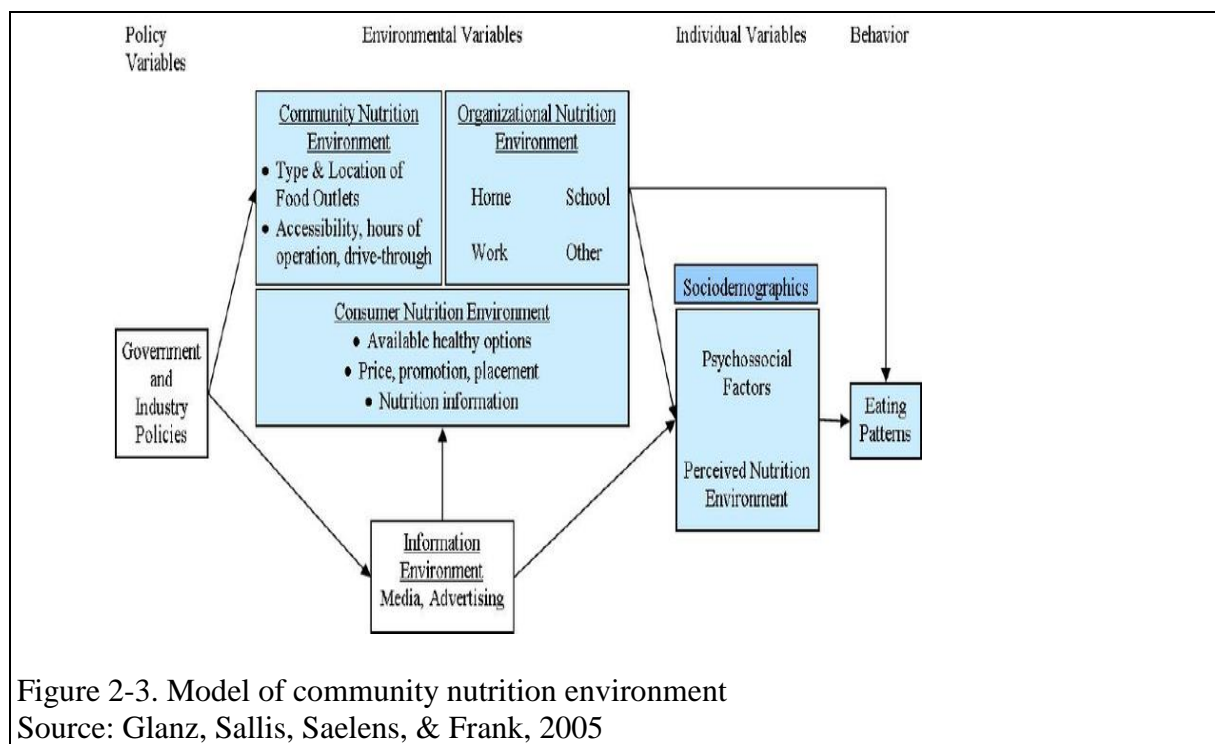 Policy
Variables
Environmental Variables
Individual Variables
Behavior
Community Nutrition
Environment
• Type & Location of
Food Outlets
• Accessibility, hours of
operation, drive-through
Organizational Nutrition
Environment
Home School
Work Other
Consumer Nutrition Environment
• Available healthy options
• Price, promotion, placement
• Nutrition information
Government
and
Industry
Policies
Information
Environment
Media, Advertising
Sociodemographics
Psychossocial
Factors
Perceived Nutrition
Environment
Eating
Patterns
Figure 2-3. Model of community nutrition environment
Source: Glanz, Sallis, Saelens, & Frank, 2005